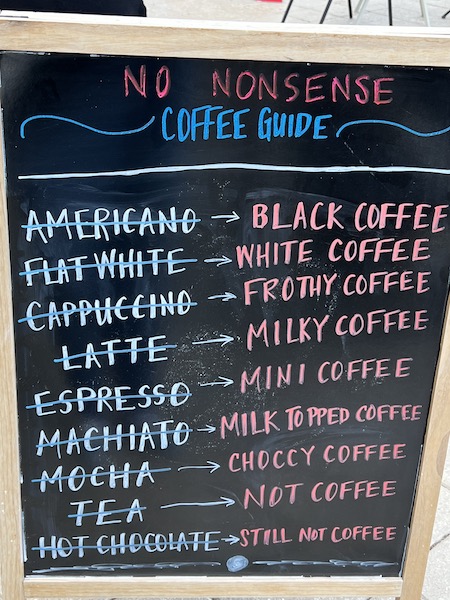 NO NONSENSE
COFFEE GUIDE
AMERICANO → BLACK COFFEE
FLAT WHITE → WHITE COFFEE
CAPPUCCINO → FROTHY COFFEE
LATTE → MILKY COFFEE
ESPRESSO → MINI COFFEE
MACHIATO → MILK TOPPED COFFEE
MOCHA → CHOCCY COFFEE
TEA → NOT COFFEE
HOT CHOCOLATE → STILL NOT COFFEE